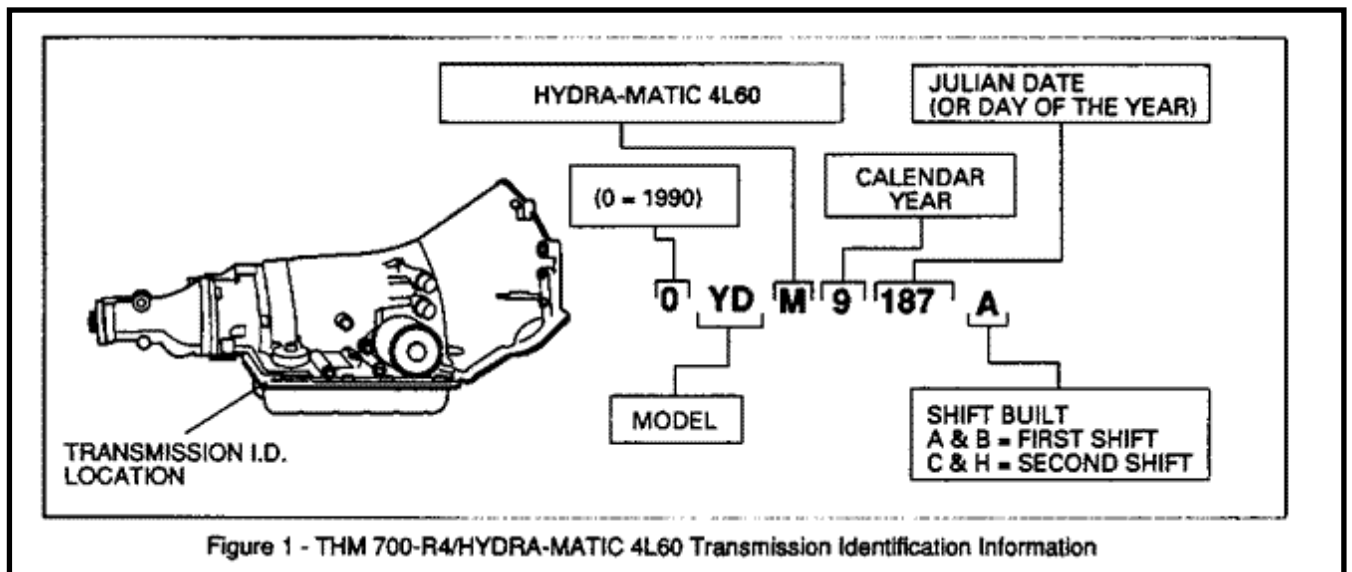 HYDRA-MATIC 4L60
JULIAN DATE
(OR DAY OF THE YEAR)
(0 = 1990)
CALENDAR
YEAR
0 YD M 9 187 A
MODEL
SHIFT BUILT
A & B = FIRST SHIFT
C & H = SECOND SHIFT
TRANSMISSION I.D.
LOCATION
Figure 1 - THM 700-R4/HYDRA-MATIC 4L60 Transmission Identification Information